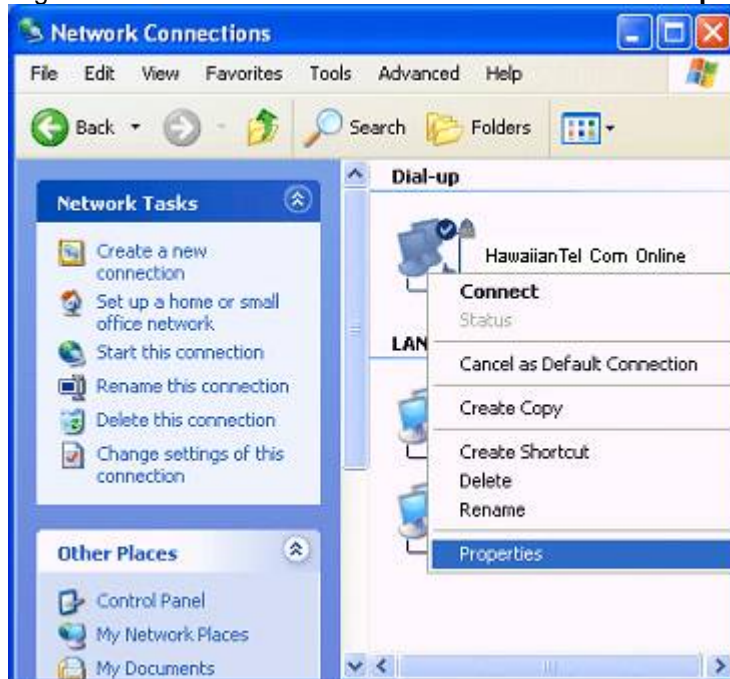 Network Connections
File Edit View Favorites Tools Advanced Help
Back Search Folders
Network Tasks
Create a new
connection
Set up a home or small
office network
Start this connection
Rename this connection
Delete this connection
Change settings of this
connection
Other Places
Control Panel
My Network Places
My Documents
Dial-up
HawaiianTel Com Online
LAN
Connect
Status
Cancel as Default Connection
Create Copy
Create Shortcut
Delete
Rename
Properties